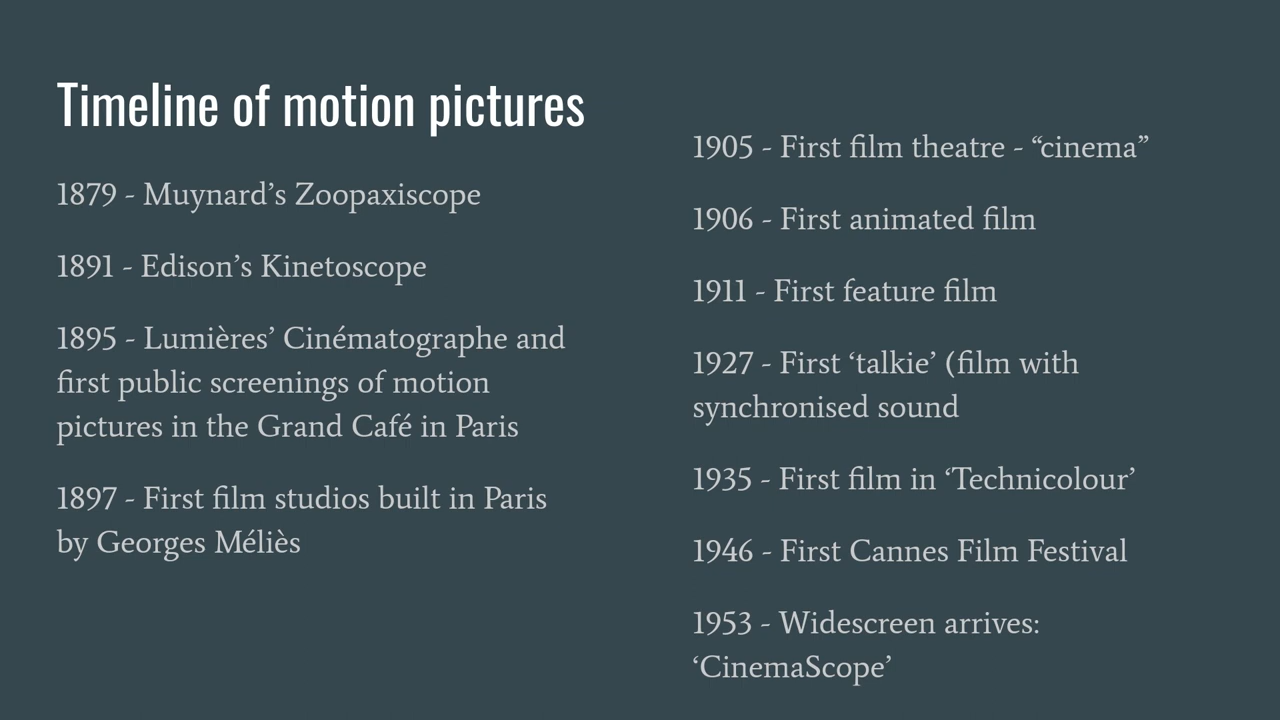 Timeline of motion pictures
1879 - Muynard’s Zoopaxiscope
1891 - Edison’s Kinetoscope
1895 - Lumières’ Cinématographe and
first public screenings of motion
pictures in the Grand Café in Paris
1897 - First film studios built in Paris
by Georges Méliès
1905 - First film theatre - “cinema”
1906 - First animated film
1911 - First feature film
1927 - First ‘talkie’ (film with
synchronised sound
1935 - First film in ‘Technicolour’
1946 - First Cannes Film Festival
1953 - Widescreen arrives:
‘CinemaScope’